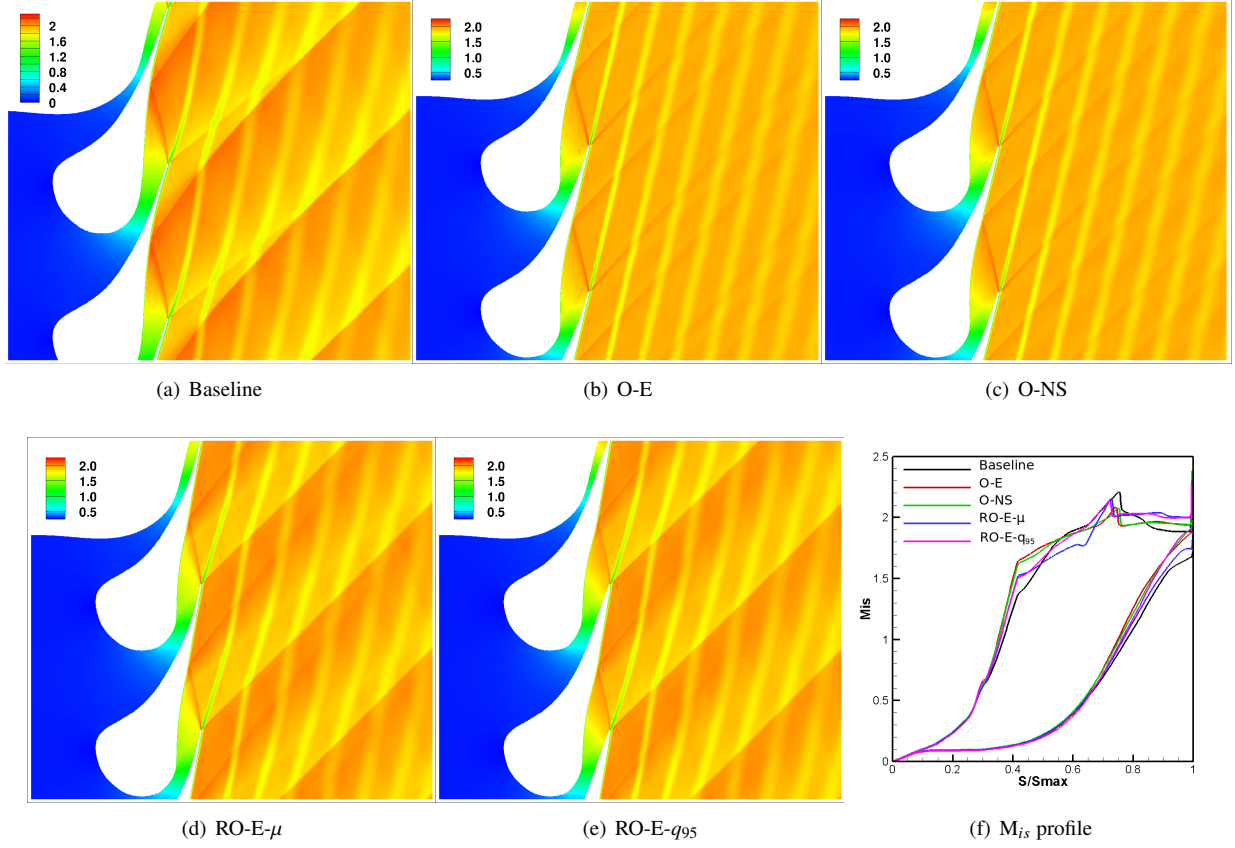 2
1.6
1.2
0.8
0.4
0
2.0
1.5
1.0
0.5
2.0
1.5
1.0
0.5
(a) Baseline
(b) O-E
(c) O-NS
2.0
1.5
1.0
0.5
2.0
1.5
1.0
0.5
2.5
2
1.5
1
0.5
0
Mis
Baseline
O-E
O-NS
RO-E-μ
RO-E-q₉₅
0
0.2
0.4
0.6
0.8
1
S/Smax
(d) RO-E-μ
(e) RO-E-q₉₅
(f) Mᵢₛ profile